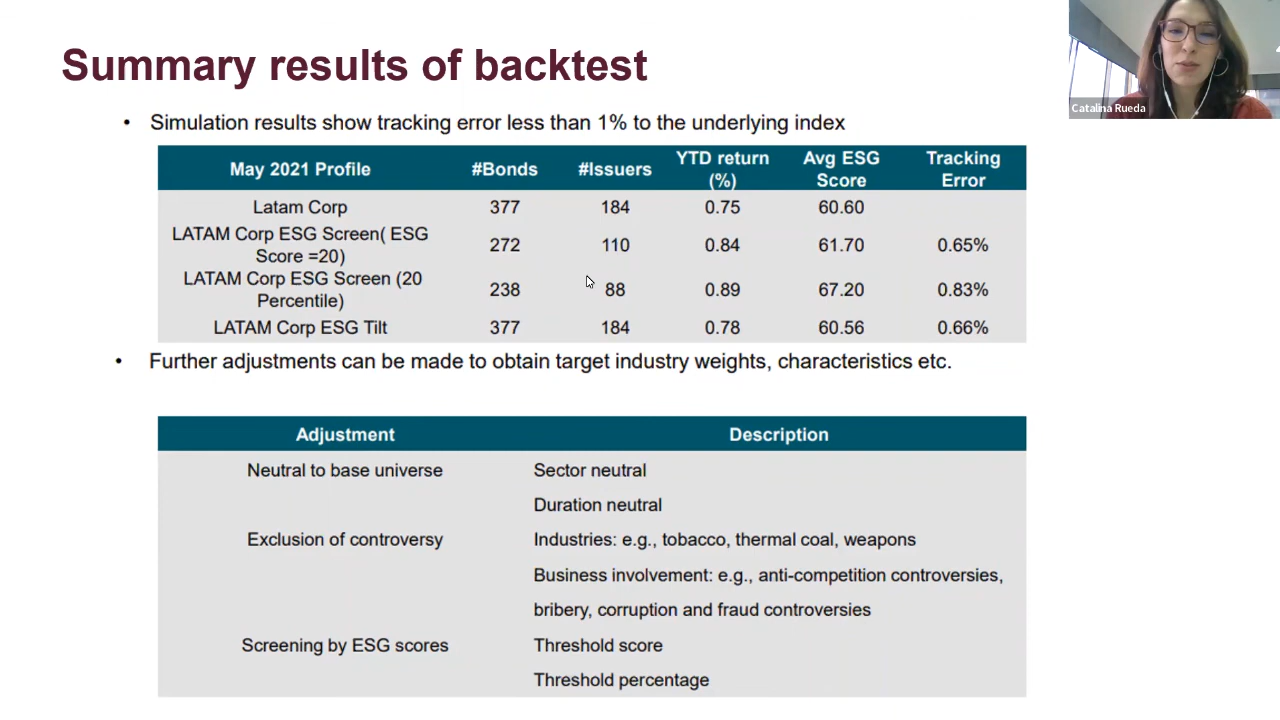 Summary results of backtest
Catalina Rueda
• Simulation results show tracking error less than 1% to the underlying index
May 2021 Profile #Bonds #Issuers YTD return (%) Avg ESG Score Tracking Error
Latam Corp 377 184 0.75 60.60
LATAM Corp ESG Screen( ESG Score =20) 272 110 0.84 61.70 0.65%
LATAM Corp ESG Screen (20 Percentile) 238 88 0.89 67.20 0.83%
LATAM Corp ESG Tilt 377 184 0.78 60.56 0.66%
• Further adjustments can be made to obtain target industry weights, characteristics etc.
Adjustment Description
Neutral to base universe Sector neutral
Duration neutral
Exclusion of controversy Industries: e.g., tobacco, thermal coal, weapons
Business involvement: e.g., anti-competition controversies,
bribery, corruption and fraud controversies
Screening by ESG scores Threshold score
Threshold percentage